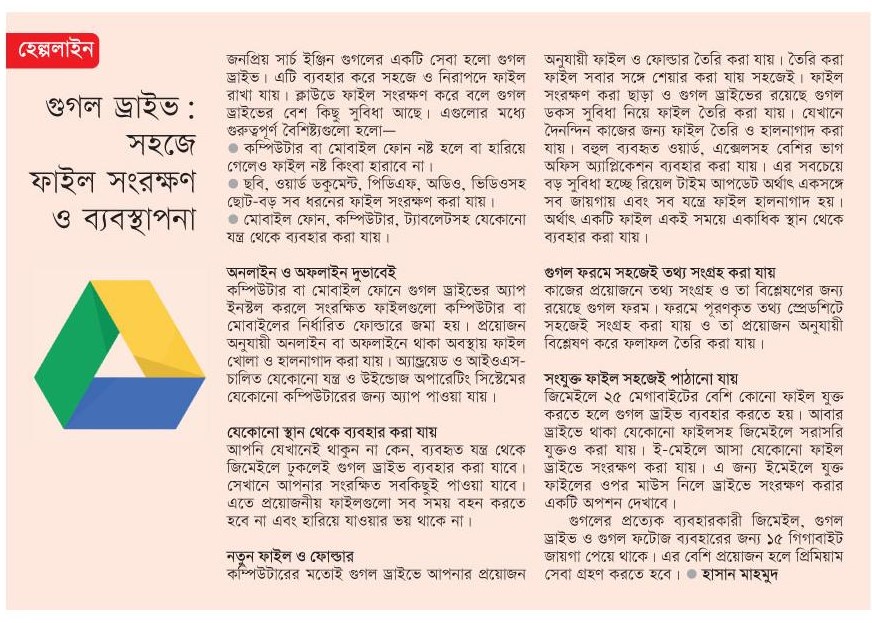 হেল্পলাইন
গুগল ড্রাইভ :
সহজে
ফাইল সংরক্ষণ
ও ব্যবস্থাপনা
জনপ্রিয় সার্চ ইঞ্জিন গুগলের একটি সেবা হলো গুগল
ড্রাইভ। এটি ব্যবহার করে সহজে ও নিরাপদে ফাইল
রাখা যায়। ক্লাউডে ফাইল সংরক্ষণ করে বলে গুগল
ড্রাইভের বেশ কিছু সুবিধা আছে। এগুলোর মধ্যে
গুরুত্বপূর্ণ বৈশিষ্ট্যগুলো হলো—
● কম্পিউটার বা মোবাইল ফোন নষ্ট হলে বা হারিয়ে
গেলেও ফাইল নষ্ট কিংবা হারাবে না।
● ছবি, ওয়ার্ড ডকুমেন্ট, পিডিএফ, অডিও, ভিডিওসহ
ছোট-বড় সব ধরনের ফাইল সংরক্ষণ করা যায়।
● মোবাইল ফোন, কম্পিউটার, ট্যাবলেটসহ যেকোনো
যন্ত্র থেকে ব্যবহার করা যায়।
অনলাইন ও অফলাইন দুভাবেই
কম্পিউটার বা মোবাইল ফোনে গুগল ড্রাইভের অ্যাপ
ইনস্টল করলে সংরক্ষিত ফাইলগুলো কম্পিউটার বা
মোবাইলের নির্ধারিত ফোল্ডারে জমা হয়। প্রয়োজন
অনুযায়ী অনলাইন বা অফলাইনে থাকা অবস্থায় ফাইল
খোলা ও হালনাগাদ করা যায়। অ্যান্ড্রয়েড ও আইওএস-
চালিত যেকোনো যন্ত্র ও উইন্ডোজ অপারেটিং সিস্টেমের
যেকোনো কম্পিউটারের জন্য অ্যাপ পাওয়া যায়।
যেকোনো স্থান থেকে ব্যবহার করা যায়
আপনি যেখানেই থাকুন না কেন, ব্যবহৃত যন্ত্র থেকে
জিমেইলে ঢুকলেই গুগল ড্রাইভ ব্যবহার করা যাবে।
সেখানে আপনার সংরক্ষিত সবকিছুই পাওয়া যাবে।
এতে প্রয়োজনীয় ফাইলগুলো সব সময় বহন করতে
হবে না এবং হারিয়ে যাওয়ার ভয় থাকে না।
নতুন ফাইল ও ফোল্ডার
কম্পিউটারের মতোই গুগল ড্রাইভে আপনার প্রয়োজন
অনুযায়ী ফাইল ও ফোল্ডার তৈরি করা যায়। তৈরি করা
ফাইল সবার সঙ্গে শেয়ার করা যায় সহজেই। ফাইল
সংরক্ষণ করা ছাড়া ও গুগল ড্রাইভের রয়েছে গুগল
ডকস সুবিধা নিয়ে ফাইল তৈরি করা যায়। যেখানে
দৈনন্দিন কাজের জন্য ফাইল তৈরি ও হালনাগাদ করা
যায়। বহুল ব্যবহৃত ওয়ার্ড, এক্সেলসহ বেশির ভাগ
অফিস অ্যাপ্লিকেশন ব্যবহার করা যায়। এর সবচেয়ে
বড় সুবিধা হচ্ছে রিয়েল টাইম আপডেট অর্থাৎ একসঙ্গে
সব জায়গায় এবং সব যন্ত্রে ফাইল হালনাগাদ হয়।
অর্থাৎ একটি ফাইল একই সময়ে একাধিক স্থান থেকে
ব্যবহার করা যায়।
গুগল ফরমে সহজেই তথ্য সংগ্রহ করা যায়
কাজের প্রয়োজনে তথ্য সংগ্রহ ও তা বিশ্লেষণের জন্য
রয়েছে গুগল ফরম। ফরমে পূরণকৃত তথ্য স্প্রেডশিটে
সহজেই সংগ্রহ করা যায় ও তা প্রয়োজন অনুযায়ী
বিশ্লেষণ করে ফলাফল তৈরি করা যায়।
সংযুক্ত ফাইল সহজেই পাঠানো যায়
জিমেইলে ২৫ মেগাবাইটের বেশি কোনো ফাইল যুক্ত
করতে হলে গুগল ড্রাইভ ব্যবহার করতে হয়। আবার
ড্রাইভে থাকা যেকোনো ফাইলসহ জিমেইলে সরাসরি
যুক্তও করা যায়। ই-মেইলে আসা যেকোনো ফাইল
ড্রাইভে সংরক্ষণ করা যায়। এ জন্য ইমেইলে যুক্ত
ফাইলের ওপর মাউস নিলে ড্রাইভে সংরক্ষণ করার
একটি অপশন দেখাবে।
গুগলের প্রত্যেক ব্যবহারকারী জিমেইল, গুগল
ড্রাইভ ও গুগল ফটোজ ব্যবহারের জন্য ১৫ গিগাবাইট
জায়গা পেয়ে থাকে। এর বেশি প্রয়োজন হলে প্রিমিয়াম
সেবা গ্রহণ করতে হবে। ● হাসান মাহমুদ